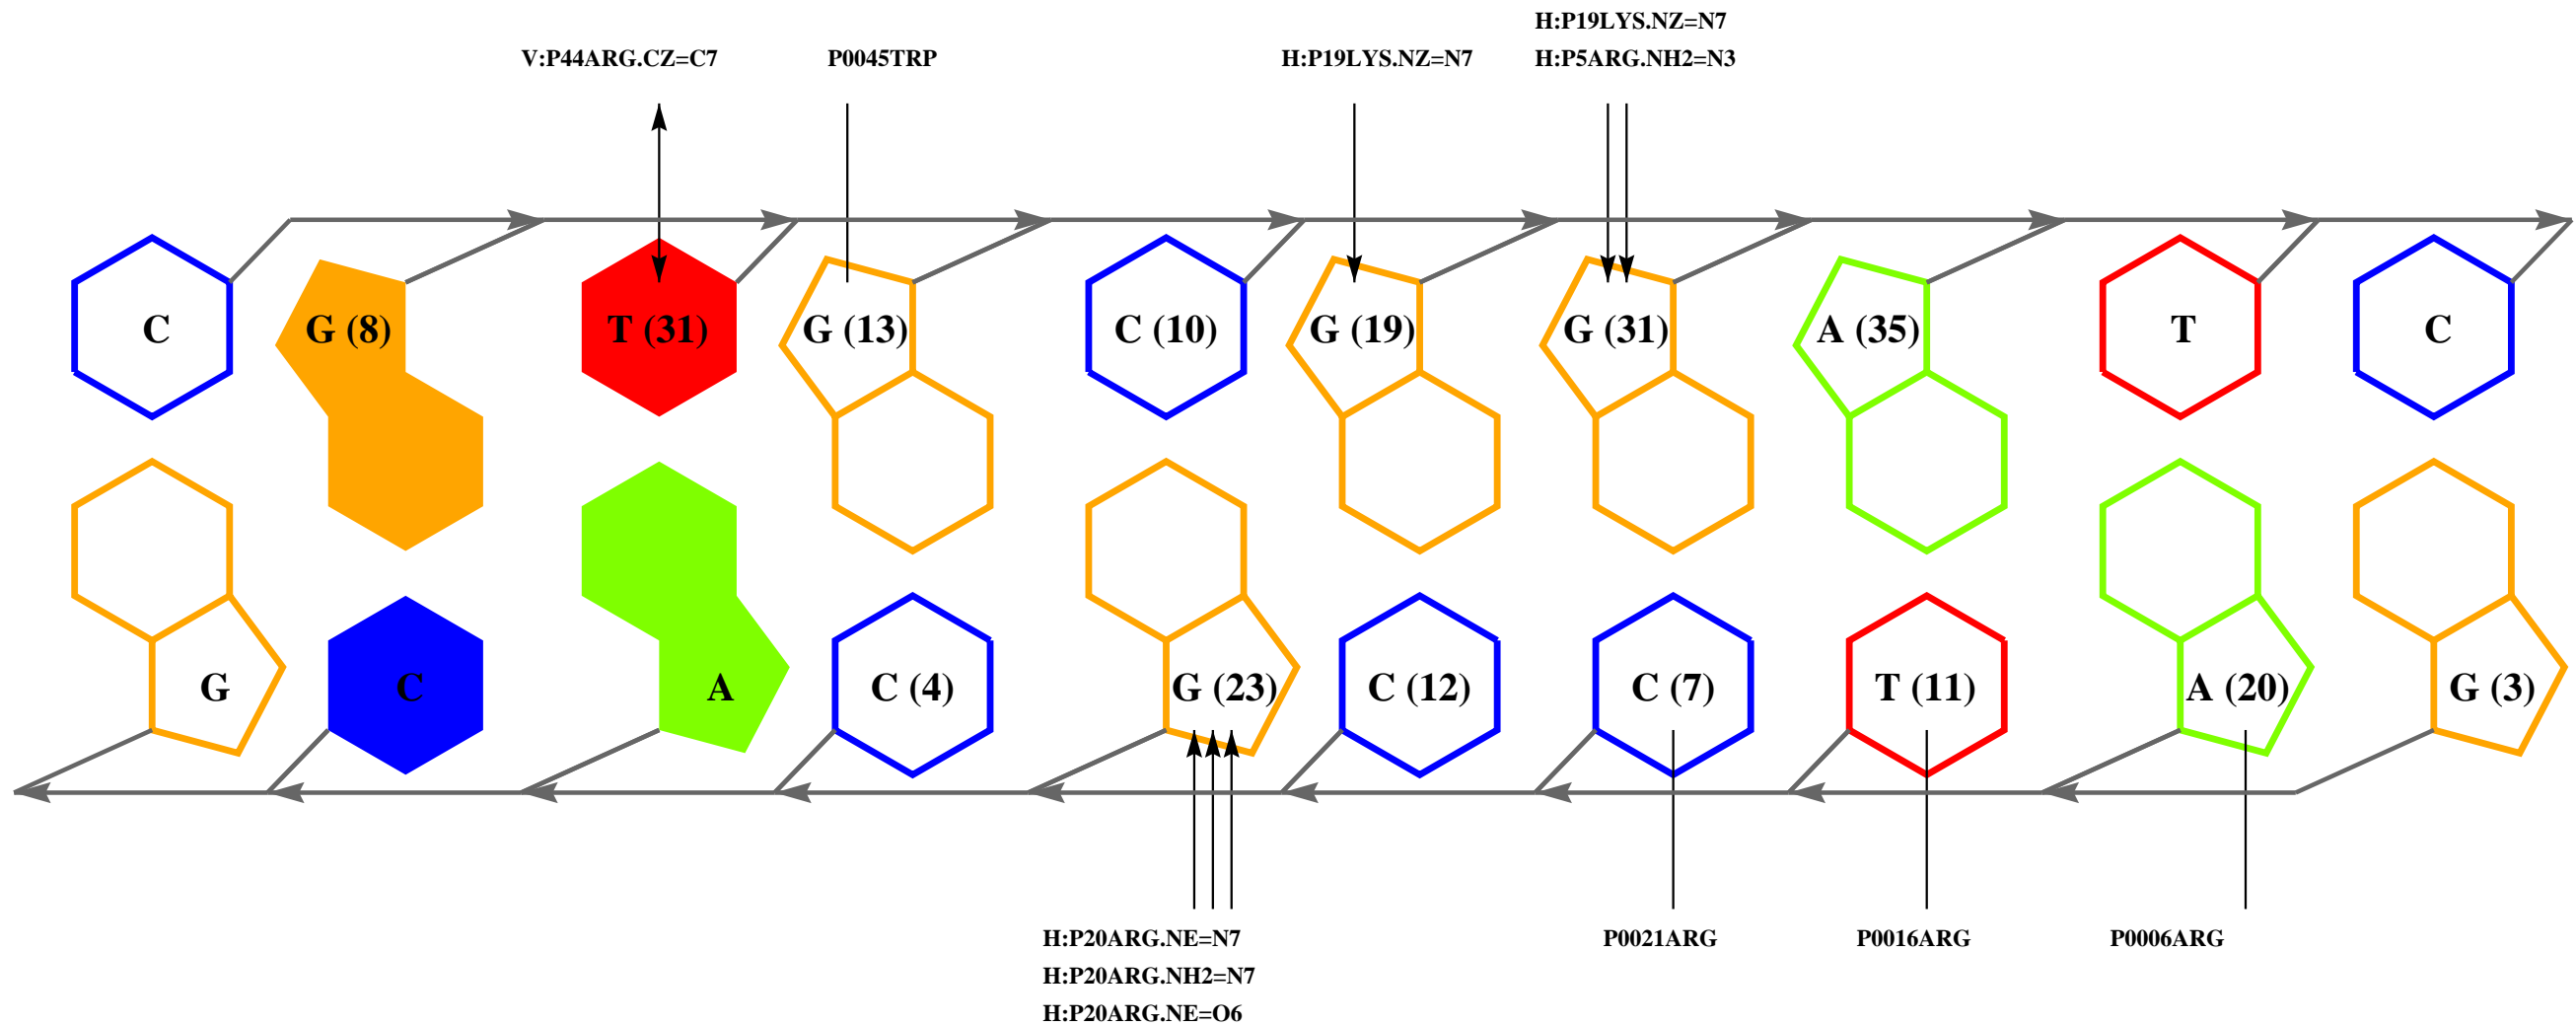 H:P19LYS.NZ=N7
V:P44ARG.CZ=C7 P0045TRP H:P19LYS.NZ=N7 H:P5ARG.NH2=N3
C G (8) T (31) G (13) C (10) G (19) G (31) A (35) T C
G C A C (4) G (23) C (12) C (7) T (11) A (20) G (3)
H:P20ARG.NE=N7 P0021ARG P0016ARG P0006ARG
H:P20ARG.NH2=N7
H:P20ARG.NE=O6